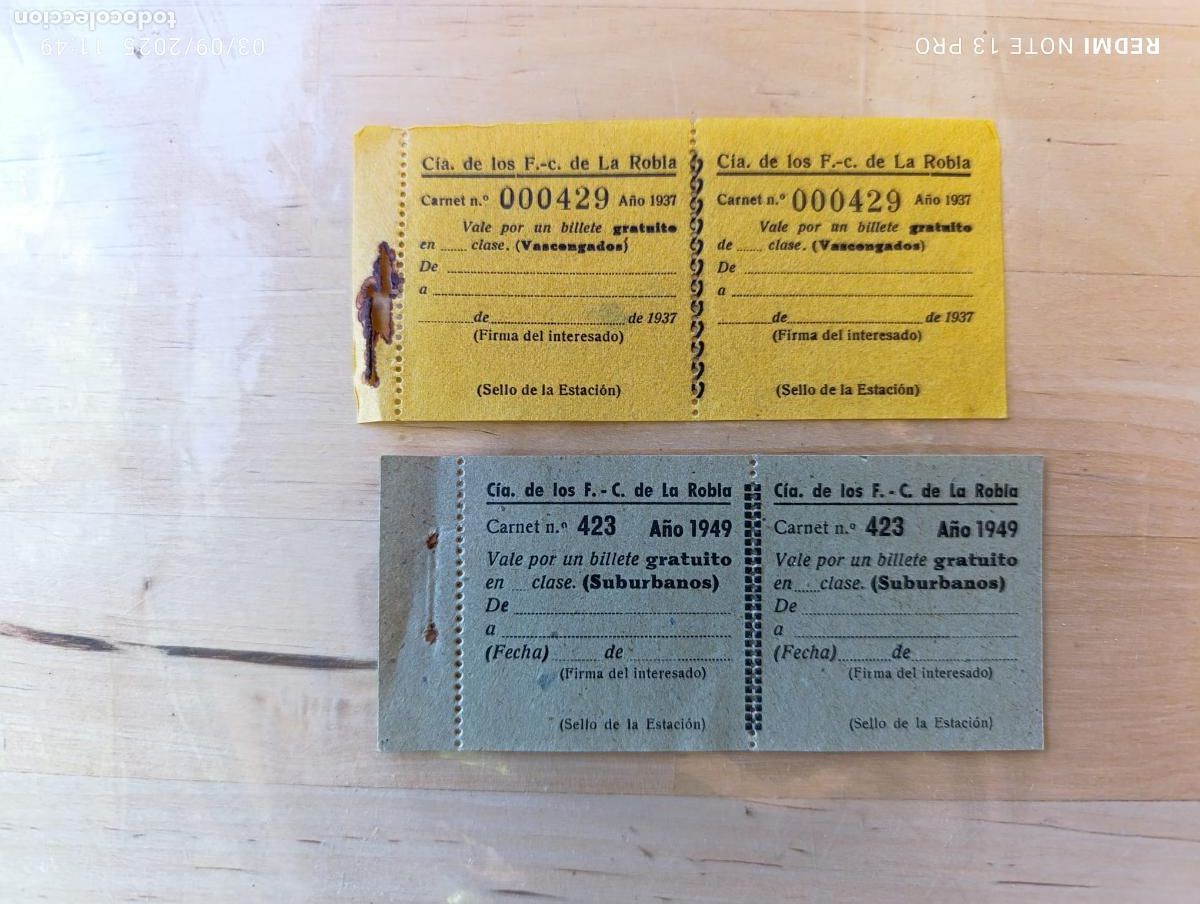 todocoleccion
03/09/2025 11:49
REDMI NOTE 13 PRO
Cía. de los F.-c. de La Robla
Carnet n.º 000429 Año 1937
Vale por un billete gratuito
en ...... clase. (Vascongados)
De
a
de de 1937
(Firma del interesado)
(Sello de la Estación)
Cía. de los F.-c. de La Robla
Carnet n.º 000429 Año 1937
Vale por un billete gratuito
de ...... clase. (Vascongados)
De
a
de de 1937
(Firma del interesado)
(Sello de la Estación)
Cía. de los F. - C. de La Robla
Carnet n.º 423 Año 1949
Vale por un billete gratuito
en ...... clase. (Suburbanos)
De
a
(Fecha) de
(Firma del interesado)
(Sello de la Estación)
Cía. de los F. - C. de La Robla
Carnet n.º 423 Año 1949
Vale por un billete gratuito
en ...... clase. (Suburbanos)
De
a
(Fecha) de
(Firma del interesado)
(Sello de la Estación)